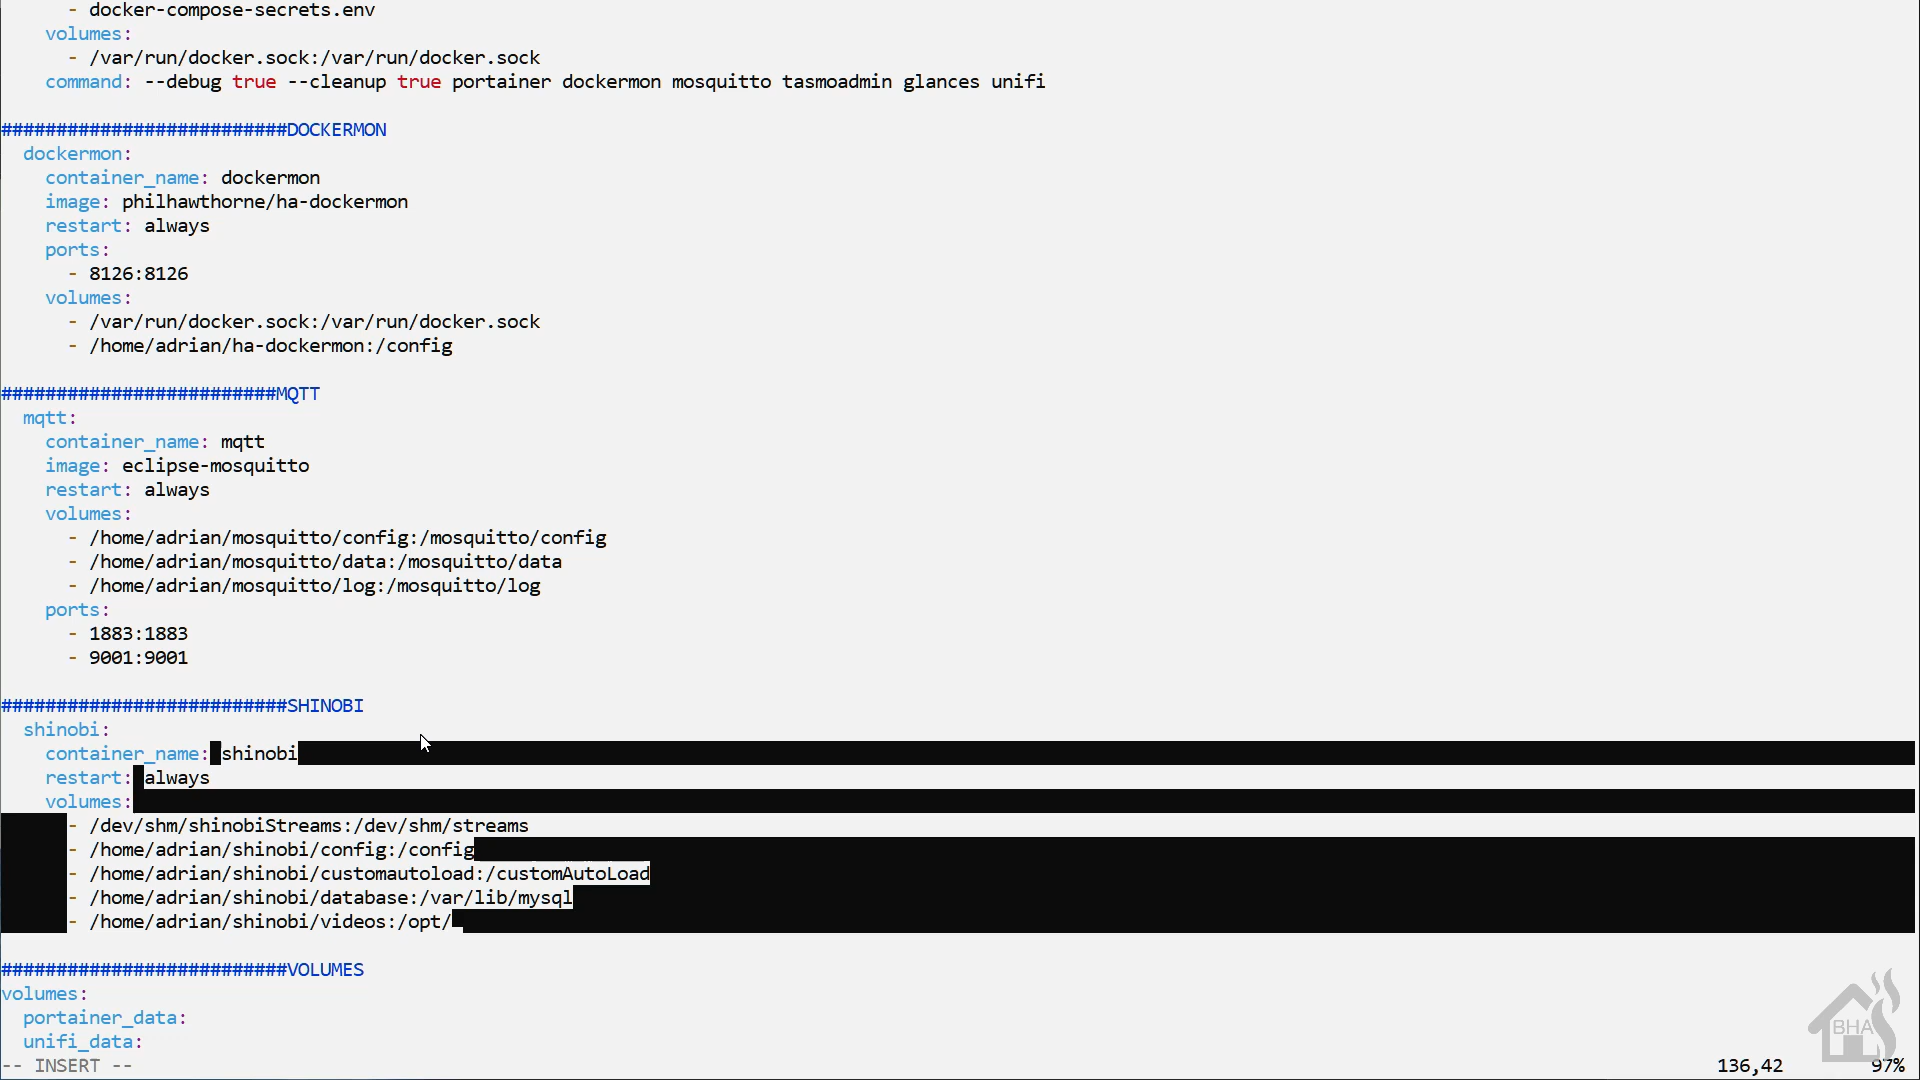 - docker-compose-secrets.env
    volumes:
      - /var/run/docker.sock:/var/run/docker.sock
    command: --debug true --cleanup true portainer dockermon mosquitto tasmoadmin glances unifi
##########################DOCKERMON
  dockermon:
    container_name: dockermon
    image: philhawthorne/ha-dockermon
    restart: always
    ports:
      - 8126:8126
    volumes:
      - /var/run/docker.sock:/var/run/docker.sock
      - /home/adrian/ha-dockermon:/config
#########################MQTT
  mqtt:
    container_name: mqtt
    image: eclipse-mosquitto
    restart: always
    volumes:
      - /home/adrian/mosquitto/config:/mosquitto/config
      - /home/adrian/mosquitto/data:/mosquitto/data
      - /home/adrian/mosquitto/log:/mosquitto/log
    ports:
      - 1883:1883
      - 9001:9001
##########################SHINOBI
  shinobi:
    container_name: shinobi
    restart: always
    volumes:
      - /dev/shm/shinobiStreams:/dev/shm/streams
      - /home/adrian/shinobi/config:/config
      - /home/adrian/shinobi/customautoload:/customAutoLoad
      - /home/adrian/shinobi/database:/var/lib/mysql
      - /home/adrian/shinobi/videos:/opt/
##########################VOLUMES
volumes:
  portainer_data:
  unifi_data:
-- INSERT -- 136,42 97%
BHA